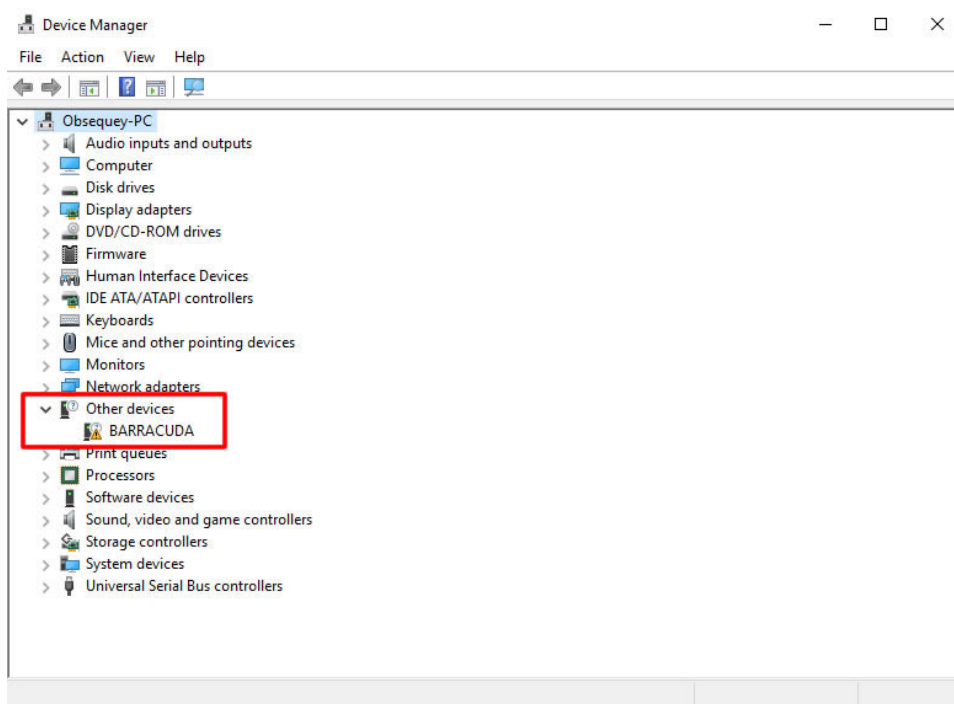 Device Manager
File Action View Help
Obsequey-PC
Audio inputs and outputs
Computer
Disk drives
Display adapters
DVD/CD-ROM drives
Firmware
Human Interface Devices
IDE ATA/ATAPI controllers
Keyboards
Mice and other pointing devices
Monitors
Network adapters
Other devices
BARRACUDA
Print queues
Processors
Software devices
Sound, video and game controllers
Storage controllers
System devices
Universal Serial Bus controllers